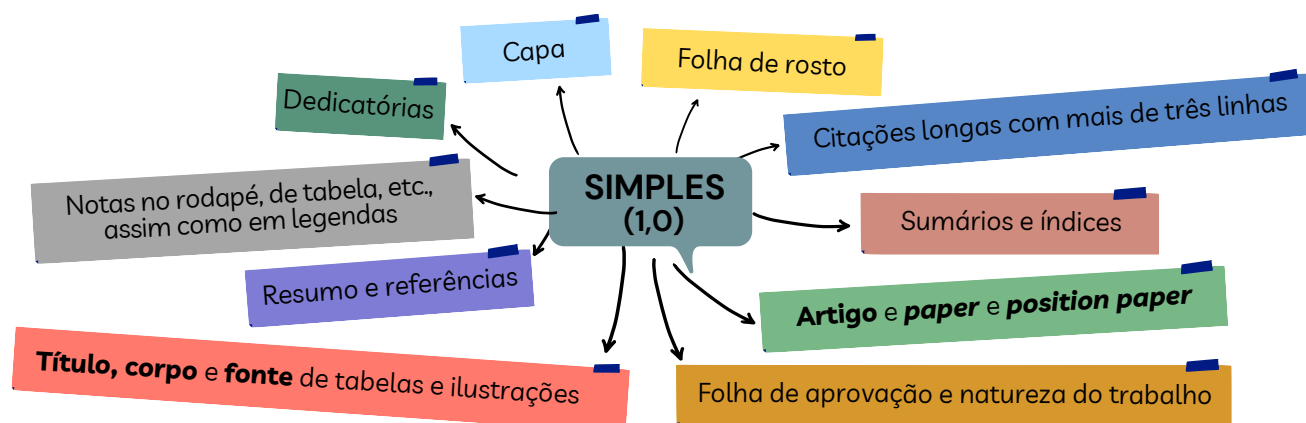 Capa
Folha de rosto
Dedicatórias
Citações longas com mais de três linhas
Notas no rodapé, de tabela, etc.,
assim como em legendas
SIMPLES
(1,0)
Sumários e índices
Resumo e referências
Artigo e paper e position paper
Título, corpo e fonte de tabelas e ilustrações
Folha de aprovação e natureza do trabalho